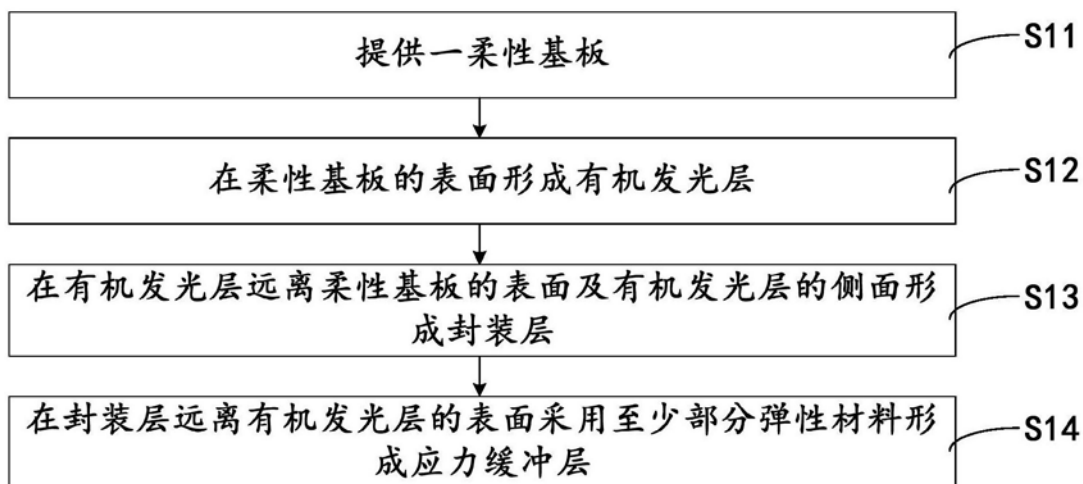 提供一柔性基板
S11
在柔性基板的表面形成有机发光层
S12
在有机发光层远离柔性基板的表面及有机发光层的侧面形
成封装层
S13
在封装层远离有机发光层的表面采用至少部分弹性材料形
成应力缓冲层
S14